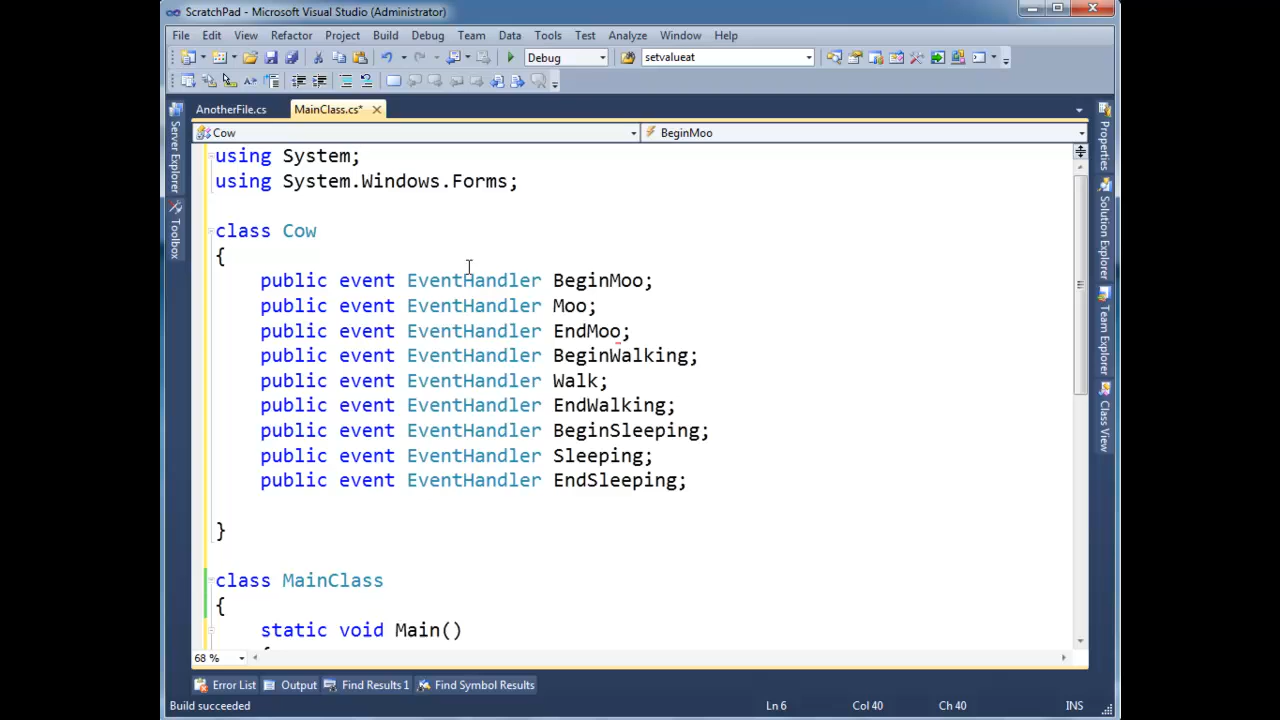 ScratchPad - Microsoft Visual Studio (Administrator)
File Edit View Refactor Project Build Debug Team Data Tools Test Analyze Window Help
Debug setvalueat
AnotherFile.cs MainClass.cs*
Cow BeginMoo
using System;
using System.Windows.Forms;
class Cow
{
public event EventHandler BeginMoo;
public event EventHandler Moo;
public event EventHandler EndMoo;
public event EventHandler BeginWalking;
public event EventHandler Walk;
public event EventHandler EndWalking;
public event EventHandler BeginSleeping;
public event EventHandler Sleeping;
public event EventHandler EndSleeping;
}
class MainClass
{
static void Main()
68 %
Error List Output Find Results 1 Find Symbol Results
Build succeeded Ln 6 Col 40 Ch 40 INS
Server Explorer
Toolbox
Properties
Solution Explorer
Team Explorer
Class View